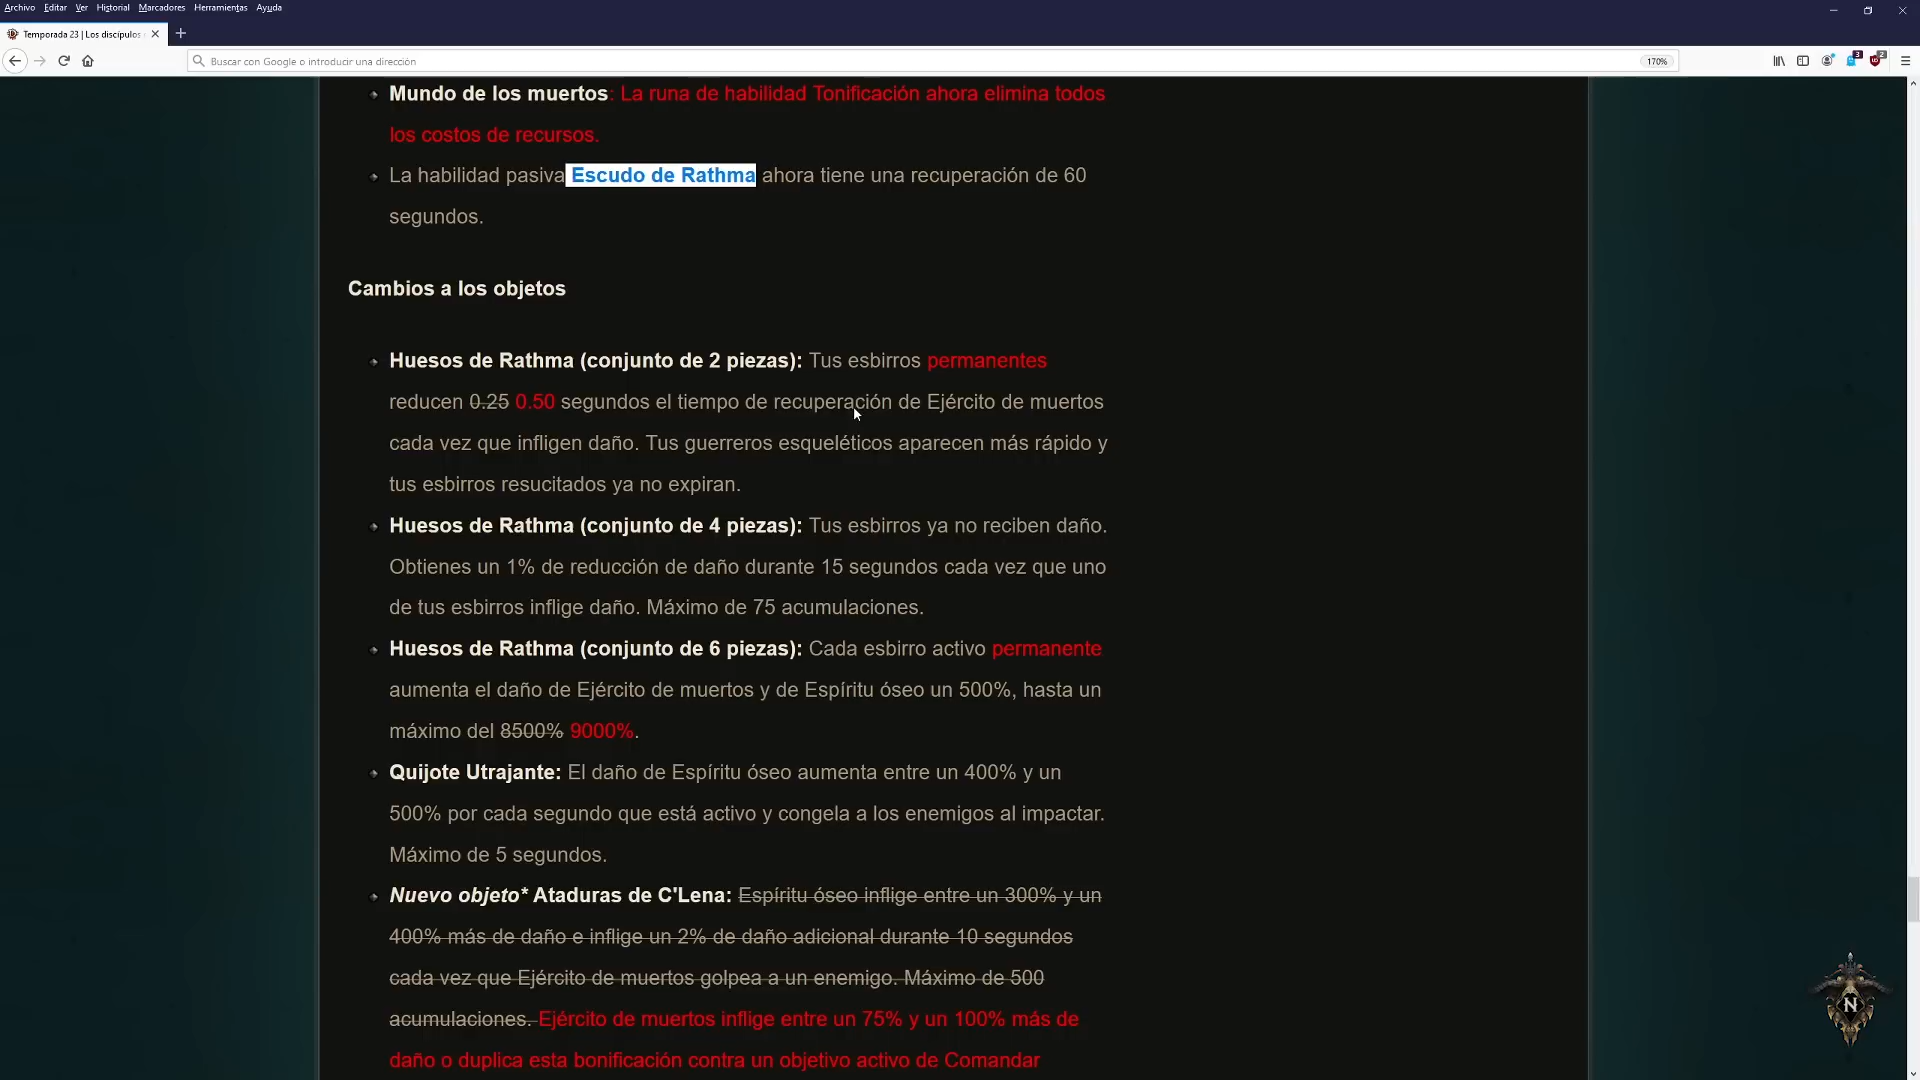 Archivo Editar Ver Historial Marcadores Herramientas Ayuda
Temporada 23 | Los discípulos
Buscar con Google o introducir una dirección
170%
3
2
Mundo de los muertos: La runa de habilidad Tonificación ahora elimina todos
los costos de recursos.
La habilidad pasiva Escudo de Rathma ahora tiene una recuperación de 60
segundos.
Cambios a los objetos
Huesos de Rathma (conjunto de 2 piezas): Tus esbirros permanentes
reducen 0.25 0.50 segundos el tiempo de recuperación de Ejército de muertos
cada vez que infligen daño. Tus guerreros esqueléticos aparecen más rápido y
tus esbirros resucitados ya no expiran.
Huesos de Rathma (conjunto de 4 piezas): Tus esbirros ya no reciben daño.
Obtienes un 1% de reducción de daño durante 15 segundos cada vez que uno
de tus esbirros inflige daño. Máximo de 75 acumulaciones.
Huesos de Rathma (conjunto de 6 piezas): Cada esbirro activo permanente
aumenta el daño de Ejército de muertos y de Espíritu óseo un 500%, hasta un
máximo del 8500% 9000%.
Quijote Utrajante: El daño de Espíritu óseo aumenta entre un 400% y un
500% por cada segundo que está activo y congela a los enemigos al impactar.
Máximo de 5 segundos.
Nuevo objeto* Ataduras de C'Lena: Espíritu óseo inflige entre un 300% y un
400% más de daño e inflige un 2% de daño adicional durante 10 segundos
cada vez que Ejército de muertos golpea a un enemigo. Máximo de 500
acumulaciones. Ejército de muertos inflige entre un 75% y un 100% más de
daño o duplica esta bonificación contra un objetivo activo de Comandar
N